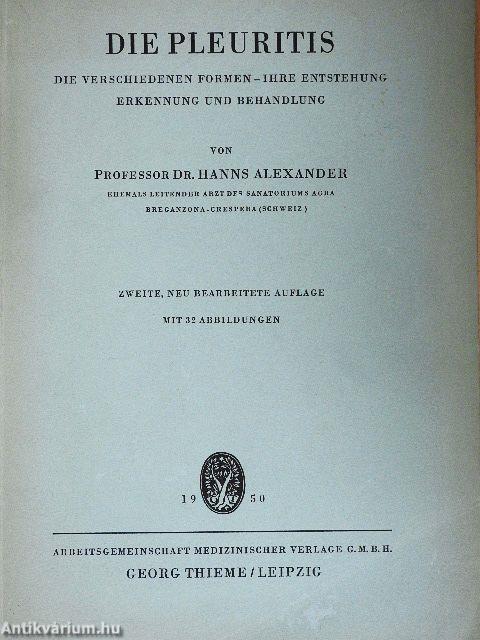 DIE PLEURITIS
DIE VERSCHIEDENEN FORMEN – IHRE ENTSTEHUNG
ERKENNUNG UND BEHANDLUNG
VON
PROFESSOR DR. HANNS ALEXANDER
EHEMALS LEITENDER ARZT DES SANATORIUMS AGRA
BREGANZONA-CRESPERA (SCHWEIZ)
ZWEITE, NEU BEARBEITETE AUFLAGE
MIT 32 ABBILDUNGEN
19 50
ARBEITSGEMEINSCHAFT MEDIZINISCHER VERLAGE G.M.B.H.
GEORG THIEME / LEIPZIG
Antikvárium.hu